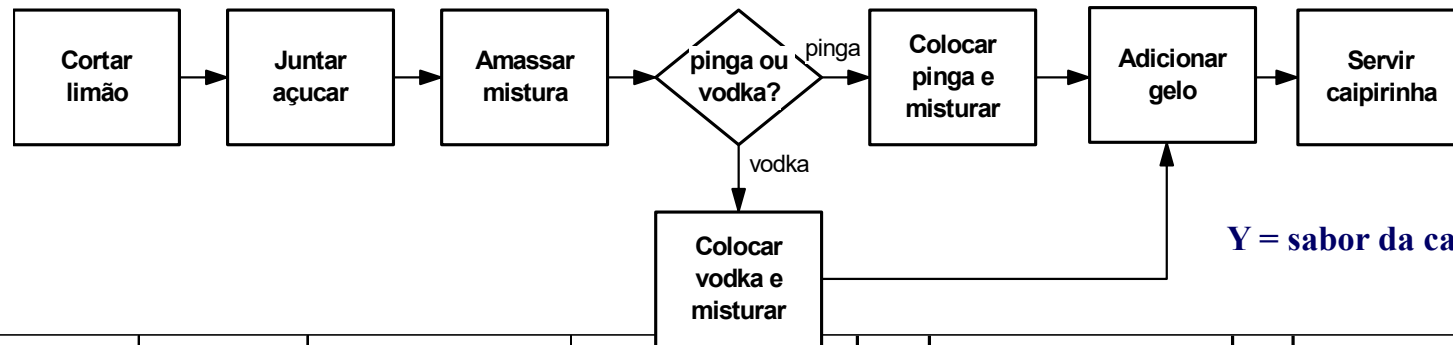 Cortar
limão
Juntar
açucar
Amassar
mistura
pinga ou
vodka?
pinga
Colocar
pinga e
misturar
Adicionar
gelo
Servir
caipirinha
vodka
Colocar
vodka e
misturar
Y = sabor da ca